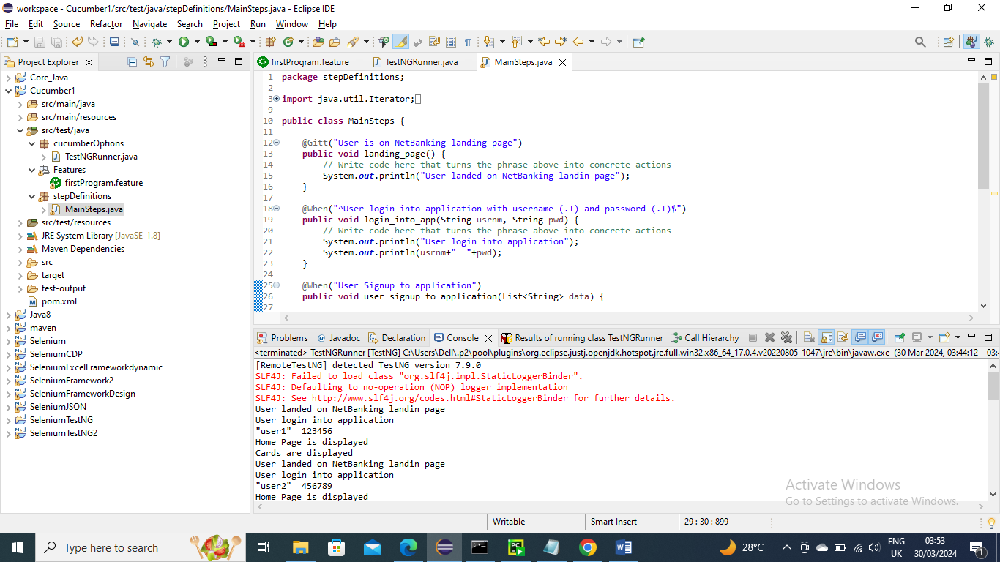 workspace - Cucumber1/src/test/java/stepDefinitions/MainSteps.java - Eclipse IDE
File Edit Source Refactor Navigate Search Project Run Window Help
Project Explorer
Core_Java
Cucumber1
src/main/java
src/main/resources
src/test/java
cucumberOptions
TestNGRunner.java
Features
firstProgram.feature
stepDefinitions
MainSteps.java
src/test/resources
JRE System Library [JavaSE-1.8]
Maven Dependencies
src
target
test-output
pom.xml
Java8
maven
Selenium
SeleniumCDP
SeleniumExcelFrameworkdynamic
SeleniumFramework2
SeleniumFrameworkDesign
SeleniumJSON
SeleniumTestNG
SeleniumTestNG2
firstProgram.feature TestNGRunner.java MainSteps.java
1 package stepDefinitions;
2
3 import java.util.Iterator;
9
10 public class MainSteps {
11
12 @Gitt("User is on NetBanking landing page")
13 public void landing_page() {
14 // Write code here that turns the phrase above into concrete actions
15 System.out.println("User landed on NetBanking landin page");
16 }
17
18 @When("^User login into application with username (.+) and password (.+)$")
19 public void login_into_app(String usrnm, String pwd) {
20 // Write code here that turns the phrase above into concrete actions
21 System.out.println("User login into application");
22 System.out.println(usrnm+"  "+pwd);
23 }
24
25 @When("User Signup to application")
26 public void user_signup_to_application(List<String> data) {
27
Problems @ Javadoc Declaration Console Results of running class TestNGRunner Call Hierarchy
<terminated> TestNGRunner [TestNG] C:\Users\Dell\.p2\pool\plugins\org.eclipse.justj.openjdk.hotspot.jre.full.win32.x86_64_17.0.4.v20220805-1047\jre\bin\javaw.exe (30 Mar 2024, 03:44:12 – 03:4
[RemoteTestNG] detected TestNG version 7.9.0
SLF4J: Failed to load class "org.slf4j.impl.StaticLoggerBinder".
SLF4J: Defaulting to no-operation (NOP) logger implementation
SLF4J: See http://www.slf4j.org/codes.html#StaticLoggerBinder for further details.
User landed on NetBanking landin page
User login into application
"user1"  123456
Home Page is displayed
Cards are displayed
User landed on NetBanking landin page
User login into application
"user2"  456789
Home Page is displayed
Activate Windows
Go to Settings to activate Windows.
Writable Smart Insert 29 : 30 : 899
Type here to search
28°C
ENG
UK
03:53
30/03/2024
1